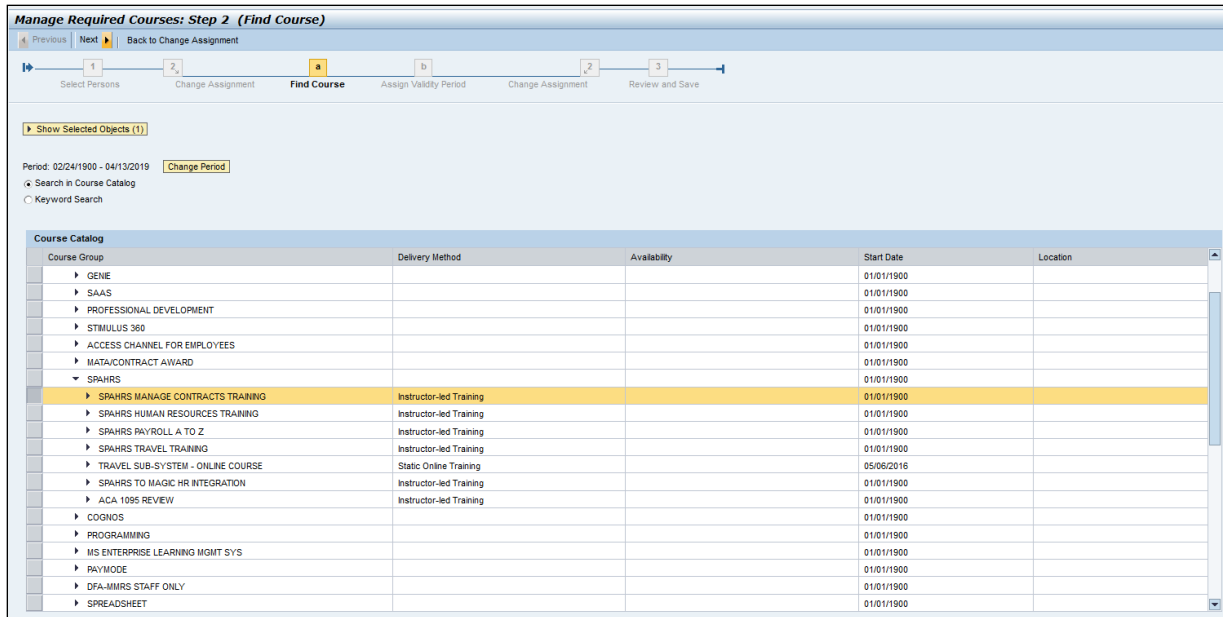 Manage Required Courses: Step 2 (Find Course)
Previous Next Back to Change Assignment
1 2 a b 2 3
Select Persons Change Assignment Find Course Assign Validity Period Change Assignment Review and Save
Show Selected Objects (1)
Period: 02/24/1900 - 04/13/2019 Change Period
Search in Course Catalog
Keyword Search
Course Catalog
Course Group Delivery Method Availability Start Date Location
GENIE 01/01/1900
SAAS 01/01/1900
PROFESSIONAL DEVELOPMENT 01/01/1900
STIMULUS 360 01/01/1900
ACCESS CHANNEL FOR EMPLOYEES 01/01/1900
MATA/CONTRACT AWARD 01/01/1900
SPAHRS 01/01/1900
SPAHRS MANAGE CONTRACTS TRAINING Instructor-led Training 01/01/1900
SPAHRS HUMAN RESOURCES TRAINING Instructor-led Training 01/01/1900
SPAHRS PAYROLL A TO Z Instructor-led Training 01/01/1900
SPAHRS TRAVEL TRAINING Instructor-led Training 01/01/1900
TRAVEL SUB-SYSTEM - ONLINE COURSE Static Online Training 05/06/2016
SPAHRS TO MAGIC HR INTEGRATION Instructor-led Training 01/01/1900
ACA 1095 REVIEW Instructor-led Training 01/01/1900
COGNOS 01/01/1900
PROGRAMMING 01/01/1900
MS ENTERPRISE LEARNING MGMT SYS 01/01/1900
PAYMODE 01/01/1900
DFA-MMRS STAFF ONLY 01/01/1900
SPREADSHEET 01/01/1900